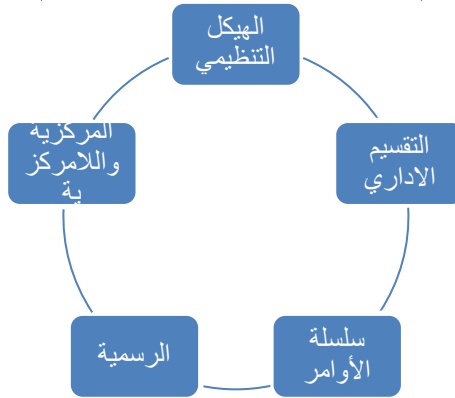 الهيكل
التنظيمي
التقسيم
الاداري
سلسلة
الأوامر
الرسمية
المركزية
واللامركز
ية